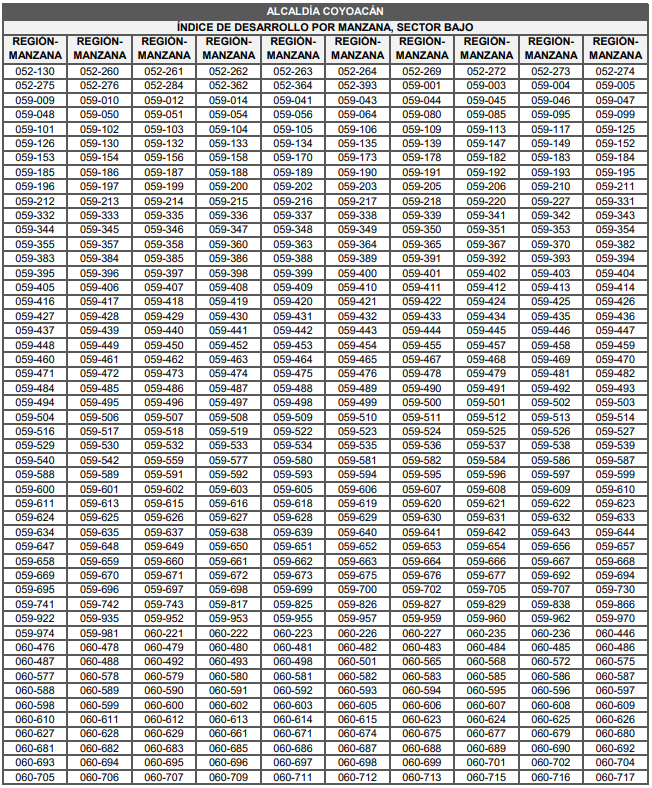 ALCALDÍA COYOACÁN
ÍNDICE DE DESARROLLO POR MANZANA, SECTOR BAJO
REGIÓN- REGIÓN- REGIÓN- REGIÓN- REGIÓN- REGIÓN- REGIÓN- REGIÓN- REGIÓN- REGIÓN-
MANZANA MANZANA MANZANA MANZANA MANZANA MANZANA MANZANA MANZANA MANZANA MANZANA
052-130 052-260 052-261 052-262 052-263 052-264 052-269 052-272 052-273 052-274
052-275 052-276 052-284 052-362 052-364 052-393 059-001 059-003 059-004 059-005
059-009 059-010 059-012 059-014 059-041 059-043 059-044 059-045 059-046 059-047
059-048 059-050 059-051 059-054 059-056 059-064 059-080 059-085 059-095 059-099
059-101 059-102 059-103 059-104 059-105 059-106 059-109 059-113 059-117 059-125
059-126 059-130 059-132 059-133 059-134 059-135 059-139 059-147 059-149 059-152
059-153 059-154 059-156 059-158 059-170 059-173 059-178 059-182 059-183 059-184
059-185 059-186 059-187 059-188 059-189 059-190 059-191 059-192 059-193 059-195
059-196 059-197 059-199 059-200 059-202 059-203 059-205 059-206 059-210 059-211
059-212 059-213 059-214 059-215 059-216 059-217 059-218 059-220 059-227 059-331
059-332 059-333 059-335 059-336 059-337 059-338 059-339 059-341 059-342 059-343
059-344 059-345 059-346 059-347 059-348 059-349 059-350 059-351 059-353 059-354
059-355 059-357 059-358 059-360 059-363 059-364 059-365 059-367 059-370 059-382
059-383 059-384 059-385 059-386 059-388 059-389 059-391 059-392 059-393 059-394
059-395 059-396 059-397 059-398 059-399 059-400 059-401 059-402 059-403 059-404
059-405 059-406 059-407 059-408 059-409 059-410 059-411 059-412 059-413 059-414
059-416 059-417 059-418 059-419 059-420 059-421 059-422 059-424 059-425 059-426
059-427 059-428 059-429 059-430 059-431 059-432 059-433 059-434 059-435 059-436
059-437 059-439 059-440 059-441 059-442 059-443 059-444 059-445 059-446 059-447
059-448 059-449 059-450 059-452 059-453 059-454 059-455 059-457 059-458 059-459
059-460 059-461 059-462 059-463 059-464 059-465 059-467 059-468 059-469 059-470
059-471 059-472 059-473 059-474 059-475 059-476 059-478 059-479 059-481 059-482
059-484 059-485 059-486 059-487 059-488 059-489 059-490 059-491 059-492 059-493
059-494 059-495 059-496 059-497 059-498 059-499 059-500 059-501 059-502 059-503
059-504 059-506 059-507 059-508 059-509 059-510 059-511 059-512 059-513 059-514
059-516 059-517 059-518 059-519 059-522 059-523 059-524 059-525 059-526 059-527
059-529 059-530 059-532 059-533 059-534 059-535 059-536 059-537 059-538 059-539
059-540 059-542 059-559 059-577 059-580 059-581 059-582 059-584 059-586 059-587
059-588 059-589 059-591 059-592 059-593 059-594 059-595 059-596 059-597 059-599
059-600 059-601 059-602 059-603 059-605 059-606 059-607 059-608 059-609 059-610
059-611 059-613 059-615 059-616 059-618 059-619 059-620 059-621 059-622 059-623
059-624 059-625 059-626 059-627 059-628 059-629 059-630 059-631 059-632 059-633
059-634 059-635 059-637 059-638 059-639 059-640 059-641 059-642 059-643 059-644
059-647 059-648 059-649 059-650 059-651 059-652 059-653 059-654 059-656 059-657
059-658 059-659 059-660 059-661 059-662 059-663 059-664 059-666 059-667 059-668
059-669 059-670 059-671 059-672 059-673 059-675 059-676 059-677 059-692 059-694
059-695 059-696 059-697 059-698 059-699 059-700 059-702 059-705 059-707 059-730
059-741 059-742 059-743 059-817 059-825 059-826 059-827 059-829 059-838 059-866
059-922 059-935 059-952 059-953 059-955 059-957 059-959 059-960 059-962 059-970
059-974 059-981 060-221 060-222 060-223 060-226 060-227 060-235 060-236 060-446
060-476 060-478 060-479 060-480 060-481 060-482 060-483 060-484 060-485 060-486
060-487 060-488 060-492 060-493 060-498 060-501 060-565 060-568 060-572 060-575
060-577 060-578 060-579 060-580 060-581 060-582 060-583 060-585 060-586 060-587
060-588 060-589 060-590 060-591 060-592 060-593 060-594 060-595 060-596 060-597
060-598 060-599 060-600 060-602 060-603 060-605 060-606 060-607 060-608 060-609
060-610 060-611 060-612 060-613 060-614 060-615 060-623 060-624 060-625 060-626
060-627 060-628 060-629 060-661 060-671 060-674 060-675 060-677 060-679 060-680
060-681 060-682 060-683 060-685 060-686 060-687 060-688 060-689 060-690 060-692
060-693 060-694 060-695 060-696 060-697 060-698 060-699 060-701 060-702 060-704
060-705 060-706 060-707 060-709 060-711 060-712 060-713 060-715 060-716 060-717